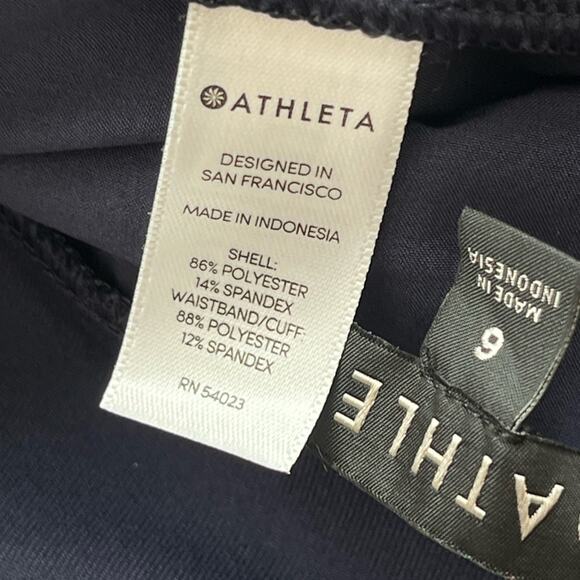 ATHLETA
DESIGNED IN
SAN FRANCISCO
MADE IN INDONESIA
SHELL:
86% POLYESTER
14% SPANDEX
WAISTBAND/CUFF:
88% POLYESTER
12% SPANDEX
RN 54023
6
MADE IN
INDONESIA
ATHLE